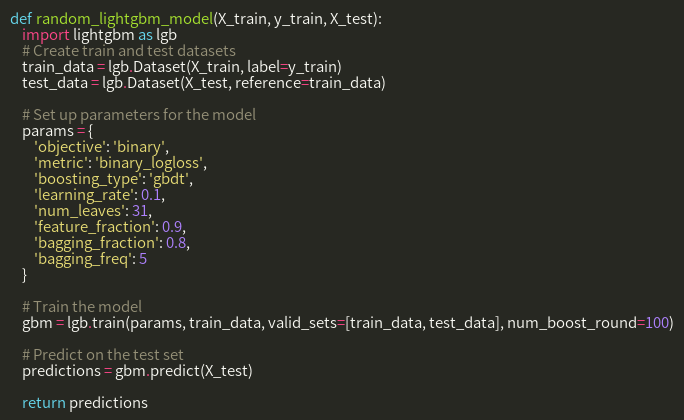 def random_lightgbm_model(X_train, y_train, X_test):
    import lightgbm as lgb
    # Create train and test datasets
    train_data = lgb.Dataset(X_train, label=y_train)
    test_data = lgb.Dataset(X_test, reference=train_data)

    # Set up parameters for the model
    params = {
        'objective': 'binary',
        'metric': 'binary_logloss',
        'boosting_type': 'gbdt',
        'learning_rate': 0.1,
        'num_leaves': 31,
        'feature_fraction': 0.9,
        'bagging_fraction': 0.8,
        'bagging_freq': 5
    }

    # Train the model
    gbm = lgb.train(params, train_data, valid_sets=[train_data, test_data], num_boost_round=100)

    # Predict on the test set
    predictions = gbm.predict(X_test)

    return predictions